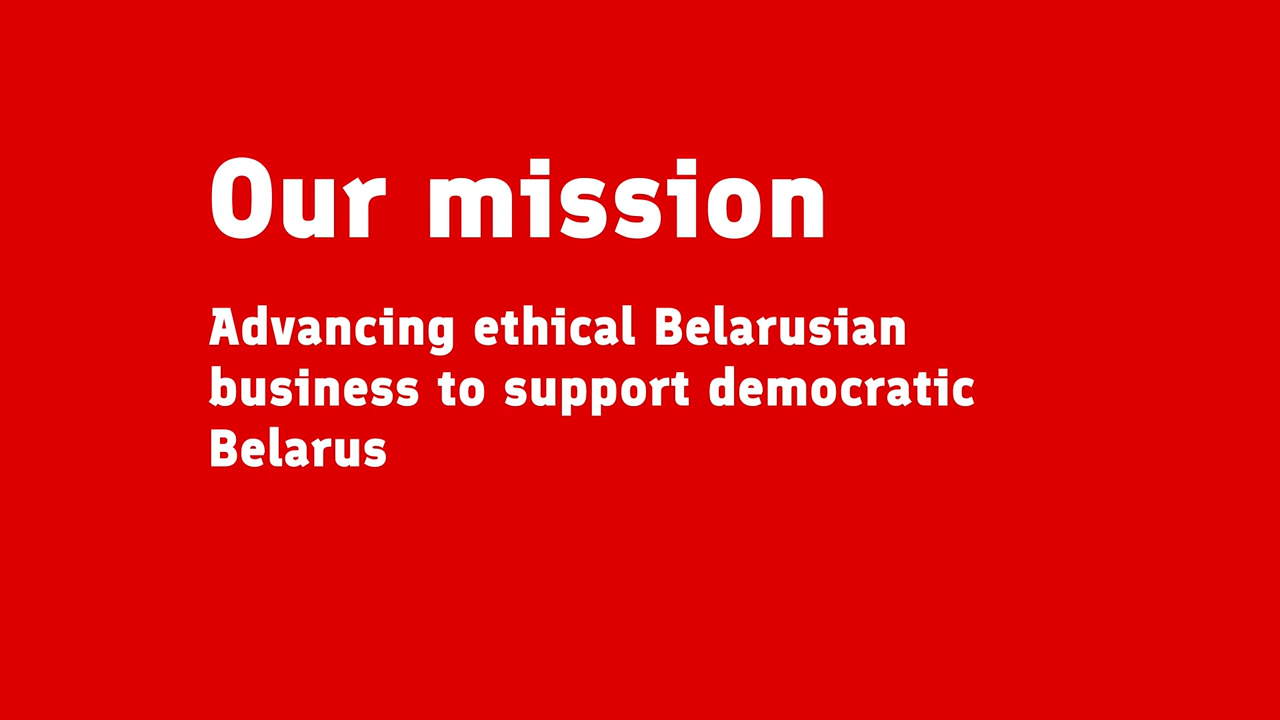 Our mission
Advancing ethical Belarusian
business to support democratic
Belarus